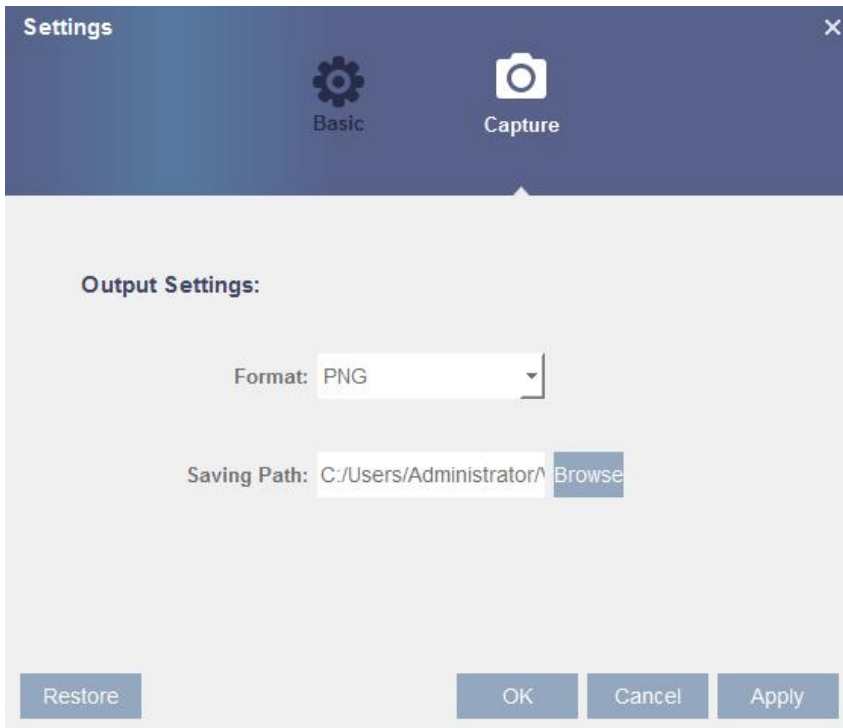 Settings
Basic
Capture
Output Settings:
Format: PNG
Saving Path: C:/Users/Administrator/ Browse
Restore OK Cancel Apply